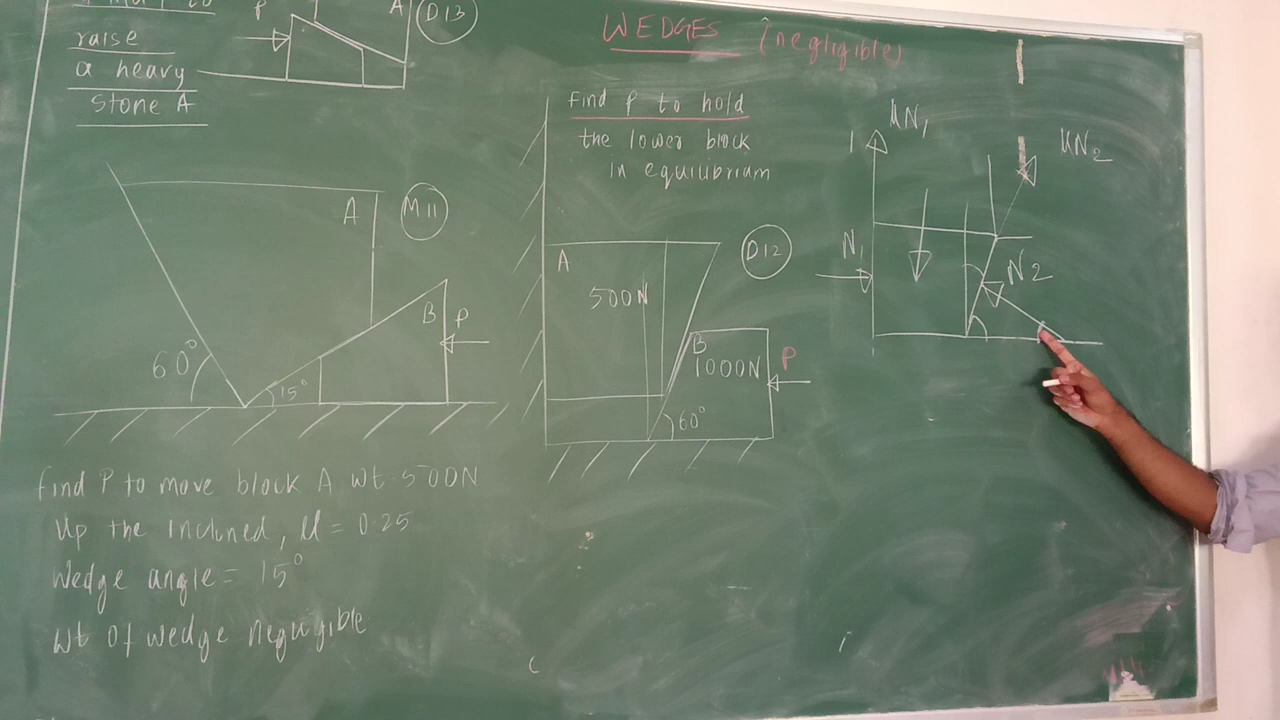 raise
a heavy
stone A
P
A
D13
WEDGES (negligible)
A
M11
B
P
60°
15°
Find P to move block A wt 500N
Up the Inclined, μ = 0.25
Wedge angle = 15°
Wt of wedge negligible
Find P to hold
the lower block
in equilibrium
D12
A
500N
B
1000N
P
60°
μN1
μN2
N1
N2